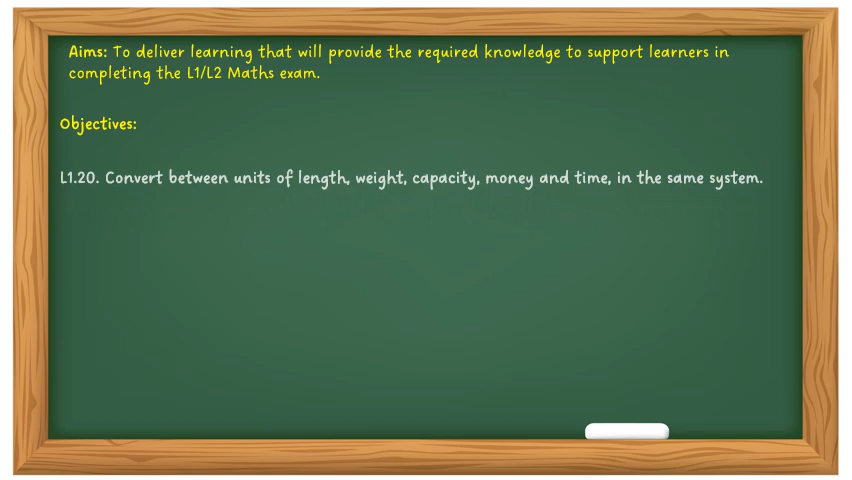 Aims: To deliver learning that will provide the required knowledge to support learners in
completing the L1/L2 Maths exam.
Objectives:
L1.20. Convert between units of length, weight, capacity, money and time, in the same system.